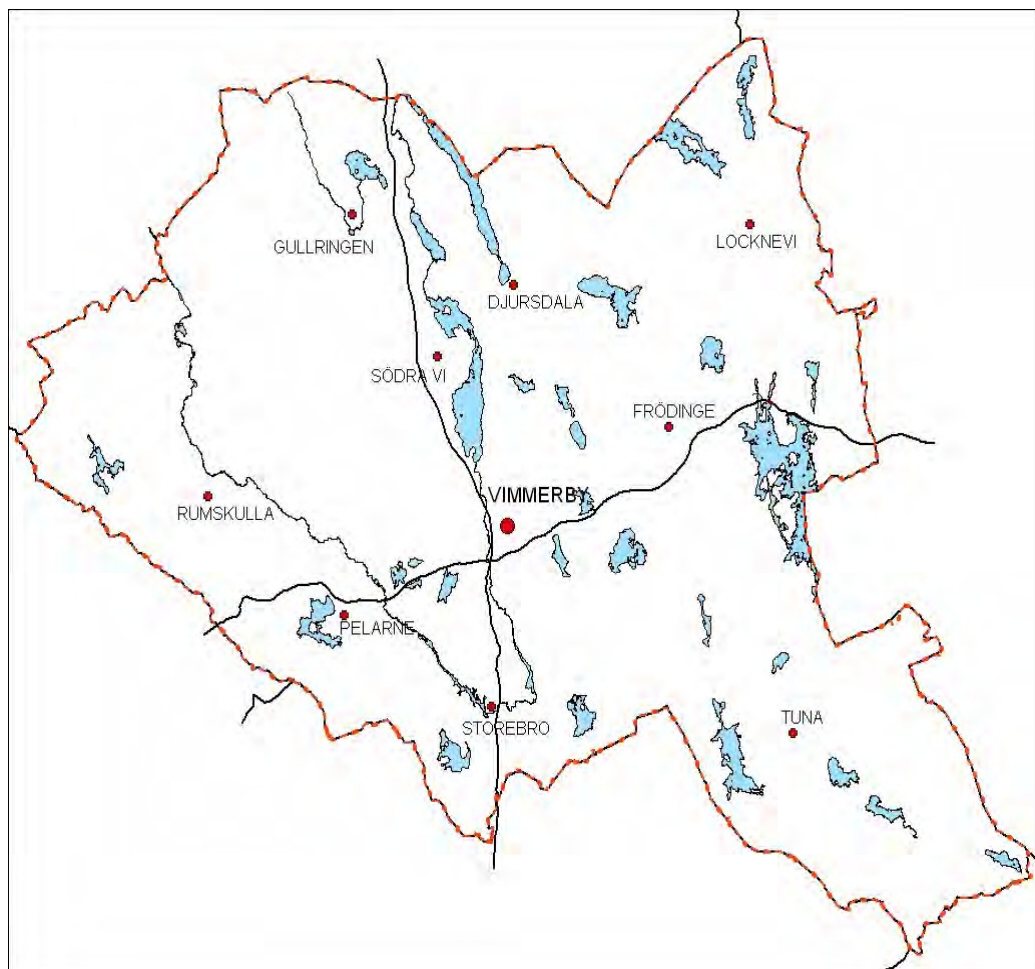 GULLRINGEN
LOCKNEVI
DJURSDALA
SÖDRA VI
FRÖDINGE
VIMMERBY
RUMSKULLA
PELARNE
STOREBRO
TUNA